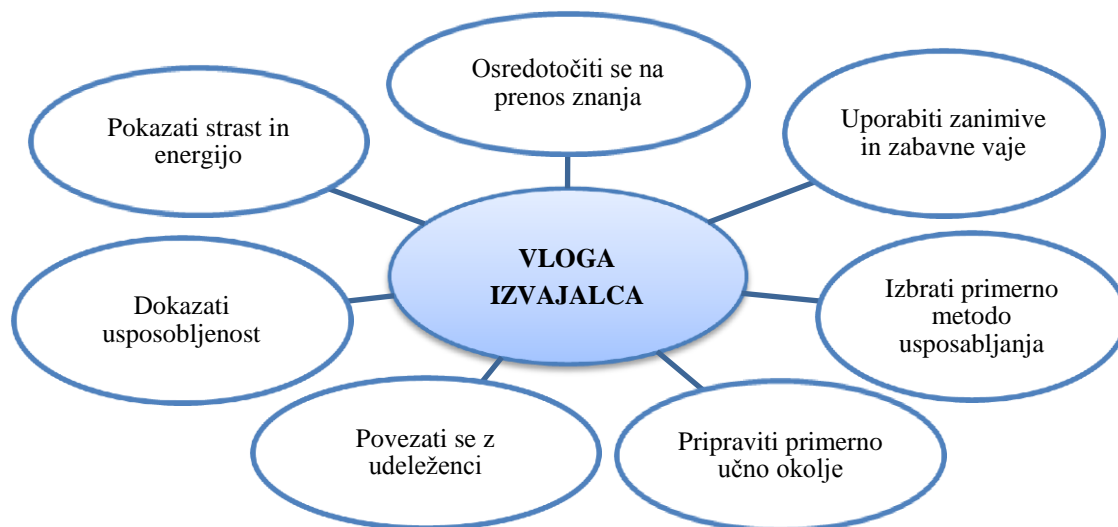 Osredotočiti se na
prenos znanja
Uporabiti zanimive
in zabavne vaje
Izbrati primerno
metodo
usposabljanja
Pripraviti primerno
učno okolje
Povezati se z
udeleženci
Dokazati
usposobljenost
Pokazati strast in
energijo
VLOGA
IZVAJALCA